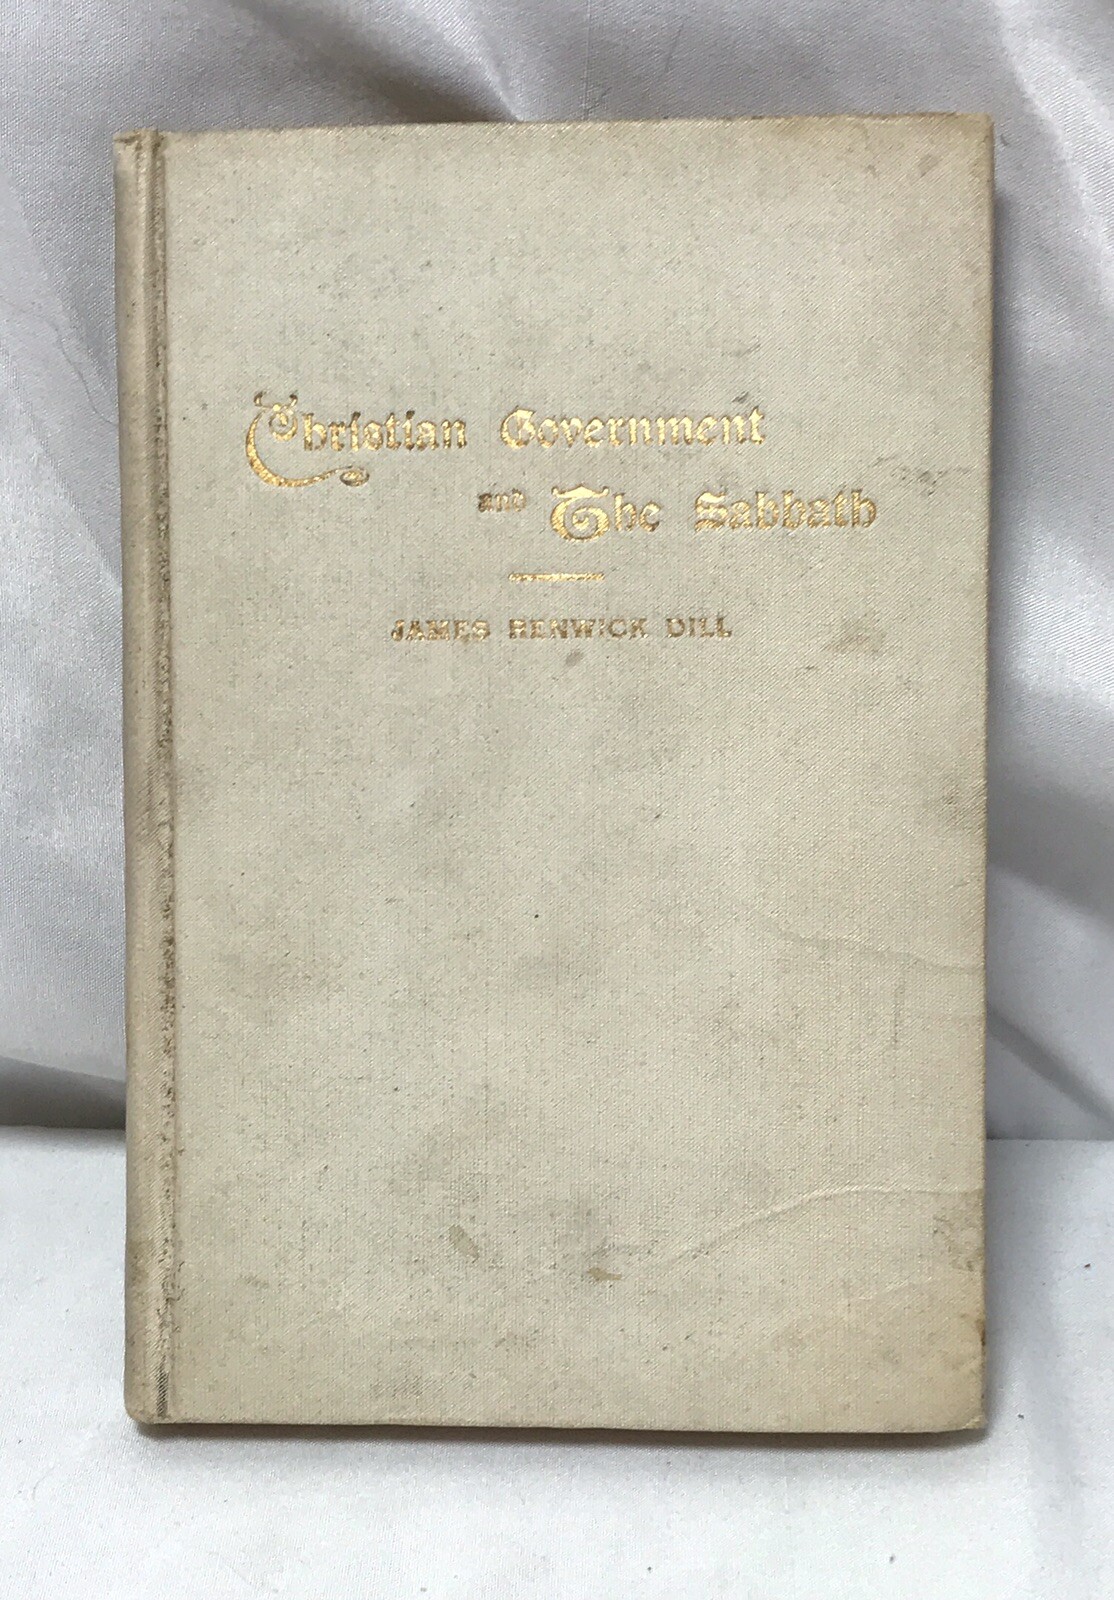 Christian Government
and The Sabbath
JAMES RENWICK DILL